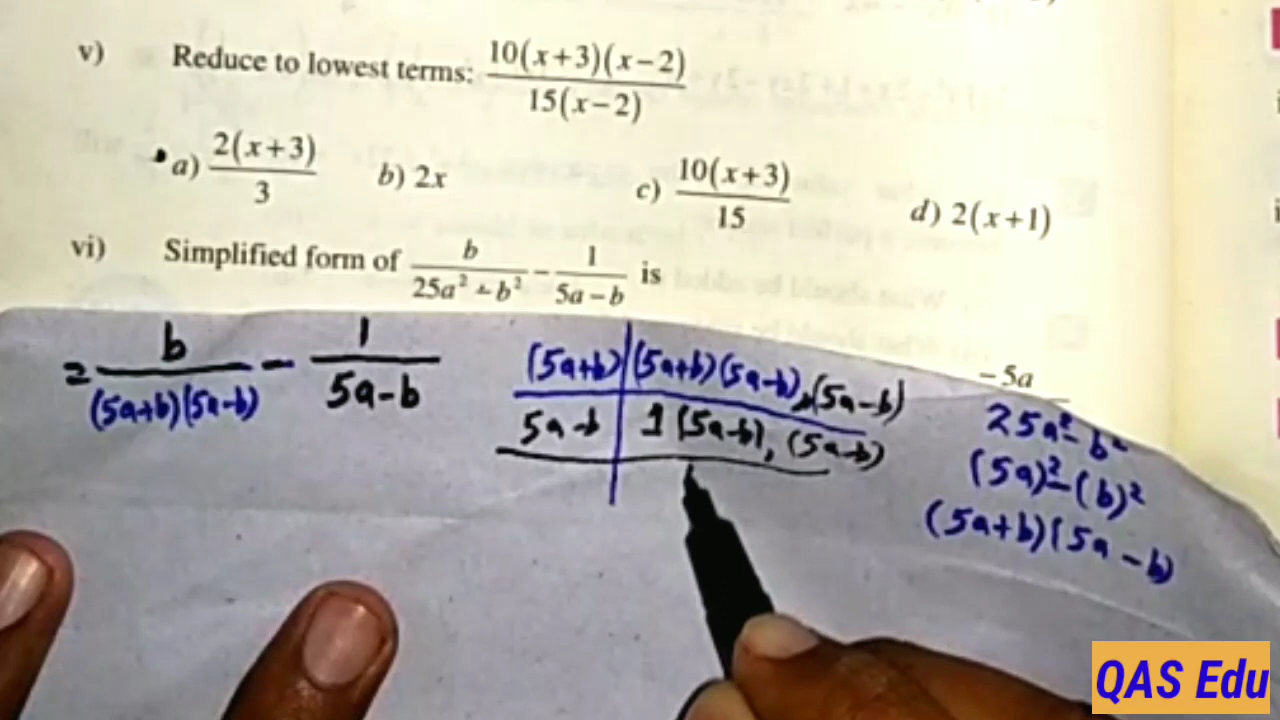 v) Reduce to lowest terms: 10(x+3)(x−2) / 15(x−2)
a) 2(x+3) / 3 b) 2x c) 10(x+3) / 15 d) 2(x+1)
vi) Simplified form of b / 25a² − b² − 1 / 5a − b is
= b / (5a+b)(5a−b) − 1 / 5a−b
(5a+b) | (5a+b)(5a−b), (5a−b)
5a−b | 1(5a−b), (5a−b)
1
−5a
25a²−b²
(5a)²−(b)²
(5a+b)(5a−b)
QAS Edu